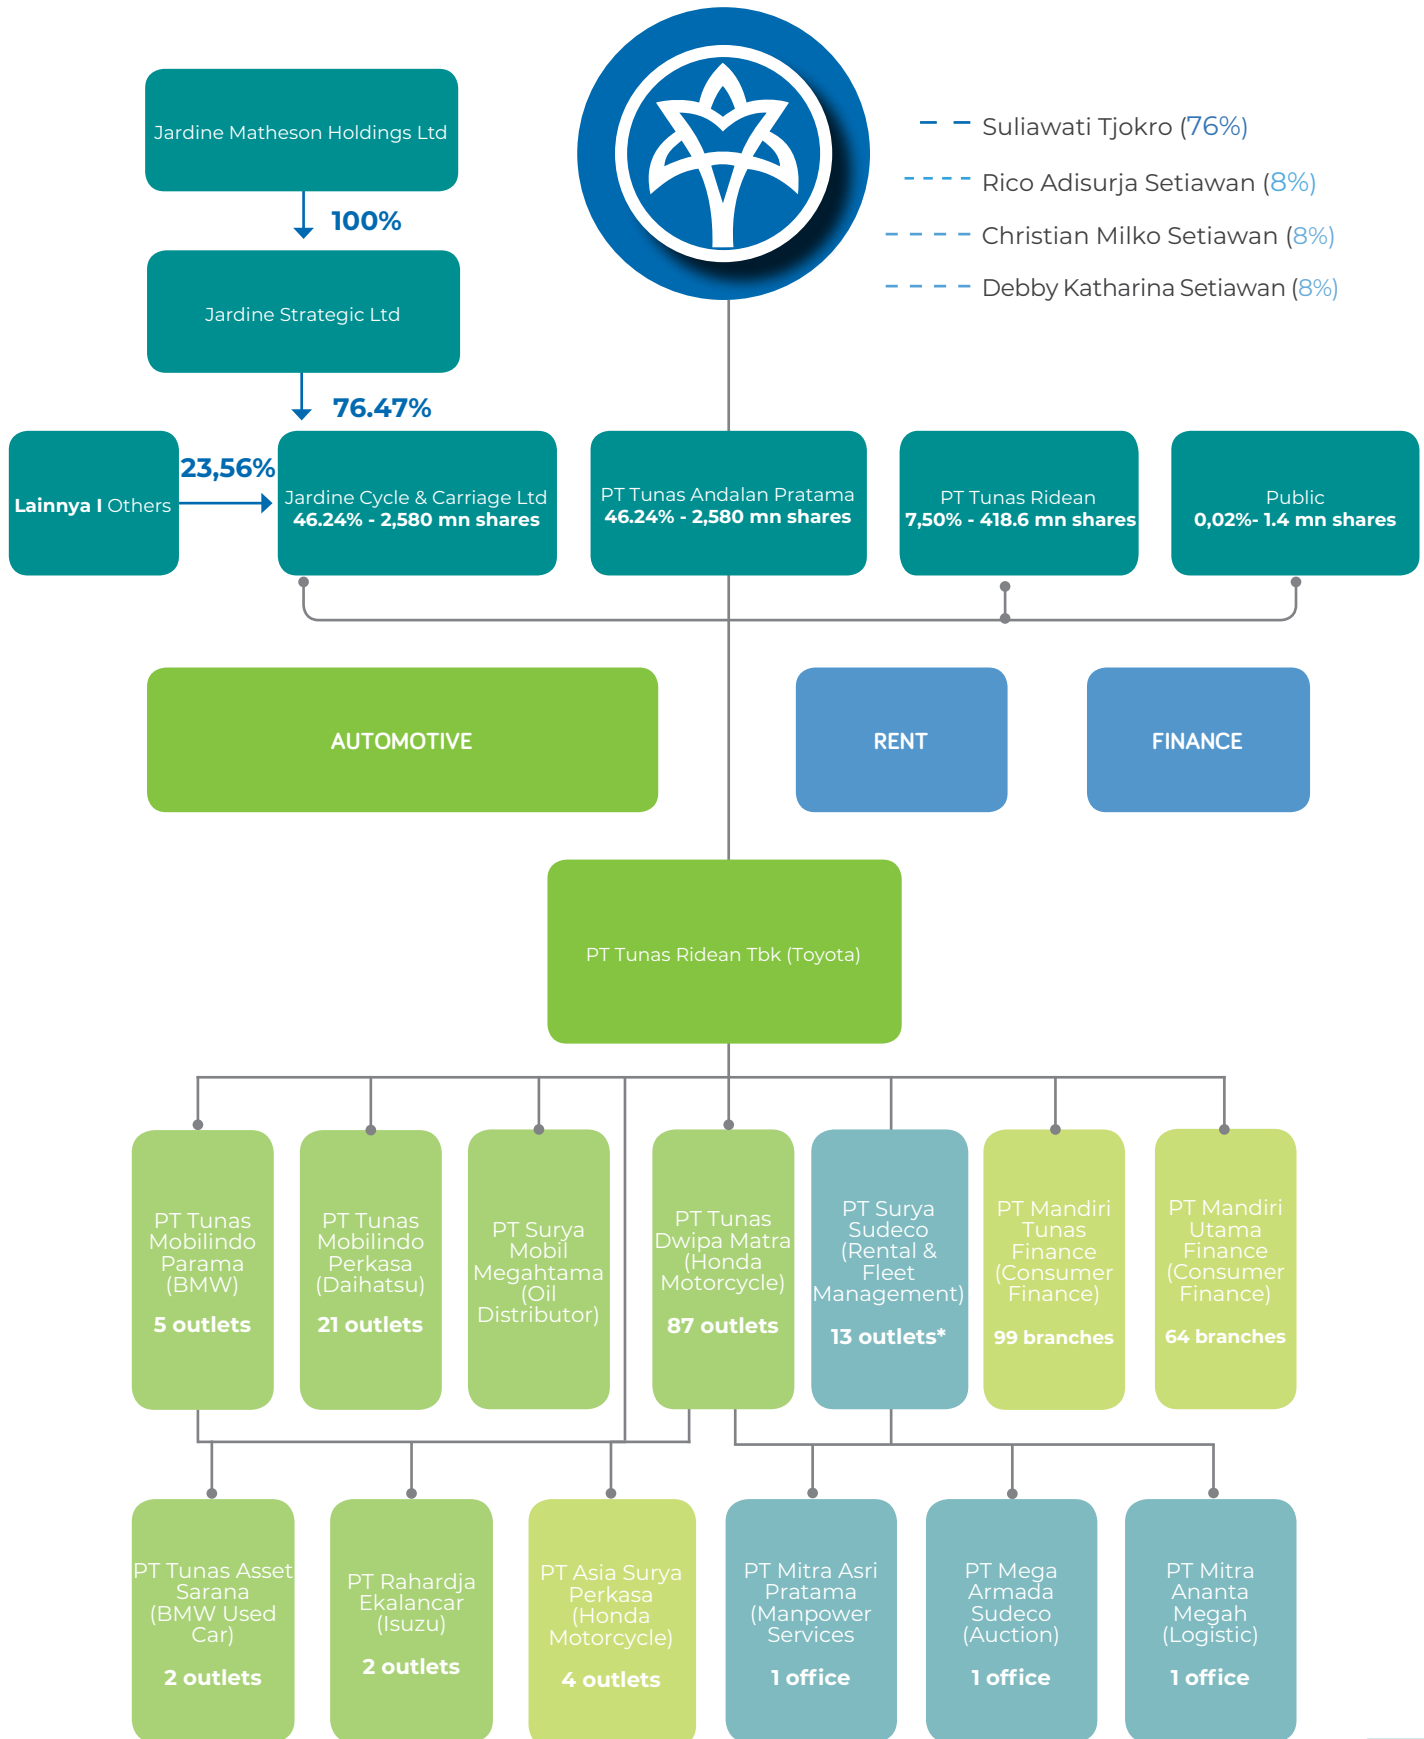 Jardine Matheson Holdings Ltd
100%
Jardine Strategic Ltd
76.47%
Suliawati Tjokro (76%)
Rico Adisurja Setiawan (8%)
Christian Milko Setiawan (8%)
Debby Katharina Setiawan (8%)
Lainnya I Others
23,56%
Jardine Cycle & Carriage Ltd
46.24% - 2,580 mn shares
PT Tunas Andalan Pratama
46.24% - 2,580 mn shares
PT Tunas Ridean
7,50% - 418.6 mn shares
Public
0,02%- 1.4 mn shares
AUTOMOTIVE
RENT
FINANCE
PT Tunas Ridean Tbk (Toyota)
PT Tunas
Mobilindo
Parama
(BMW)
5 outlets
PT Tunas
Mobilindo
Perkasa
(Daihatsu)
21 outlets
PT Surya
Mobil
Megahtama
(Oil
Distributor)
PT Tunas
Dwipa Matra
(Honda
Motorcycle)
87 outlets
PT Surya
Sudeco
(Rental &
Fleet
Management)
13 outlets*
PT Mandiri
Tunas
Finance
(Consumer
Finance)
99 branches
PT Mandiri
Utama
Finance
(Consumer
Finance)
64 branches
PT Tunas Asset
Sarana
(BMW Used
Car)
2 outlets
PT Rahardja
Ekalancar
(Isuzu)
2 outlets
PT Asia Surya
Perkasa
(Honda
Motorcycle)
4 outlets
PT Mitra Asri
Pratama
(Manpower
Services
1 office
PT Mega
Armada
Sudeco
(Auction)
1 office
PT Mitra
Ananta
Megah
(Logistic)
1 office